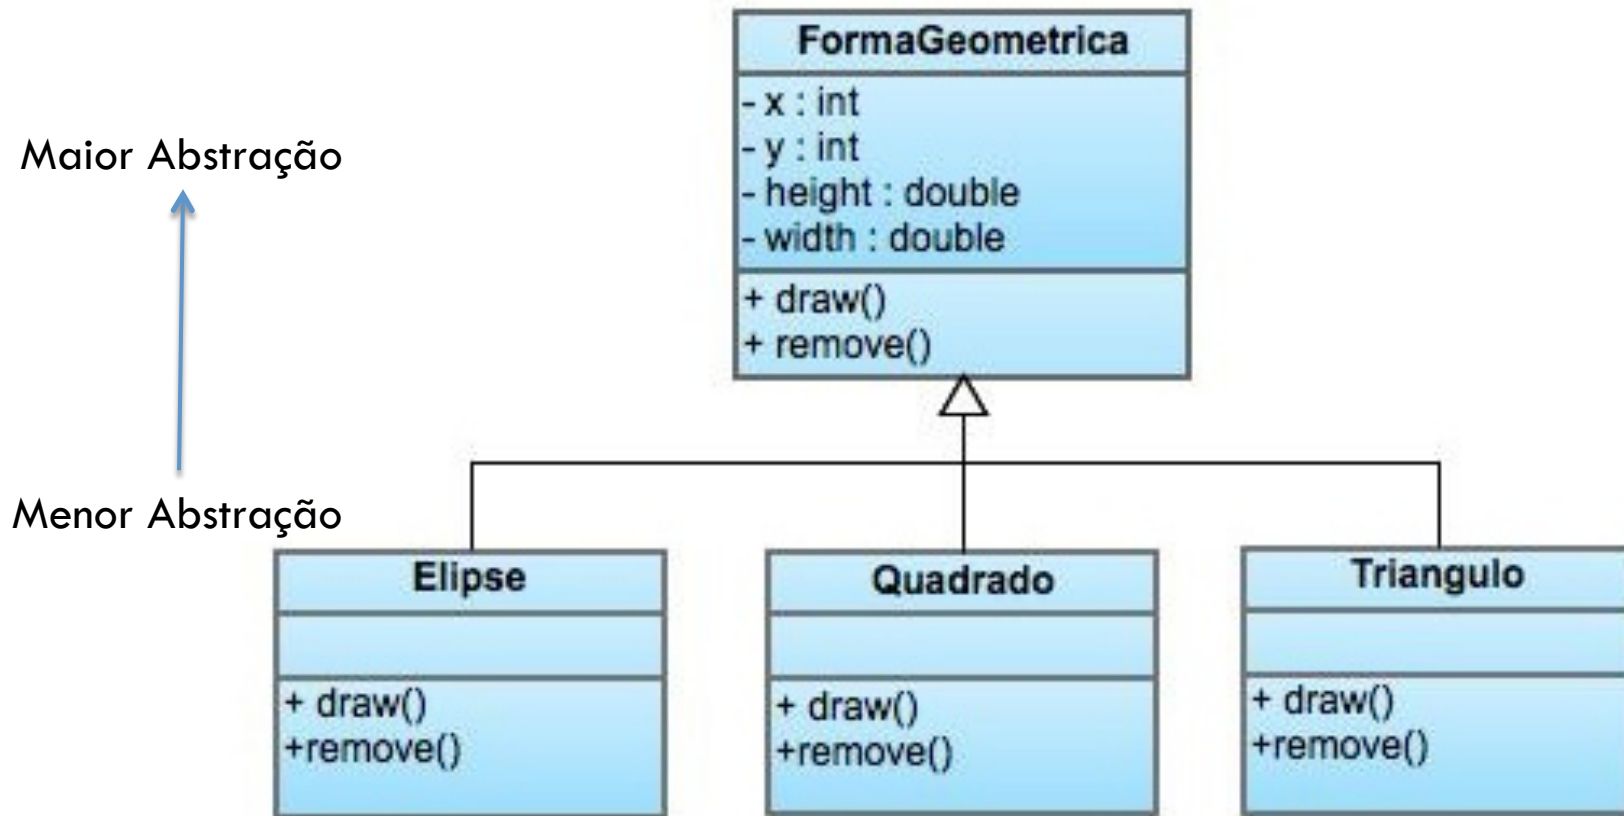 Maior Abstração
Menor Abstração
FormaGeometrica
- x : int
- y : int
- height : double
- width : double
+ draw()
+ remove()
Elipse
+ draw()
+remove()
Quadrado
+ draw()
+remove()
Triangulo
+ draw()
+remove()